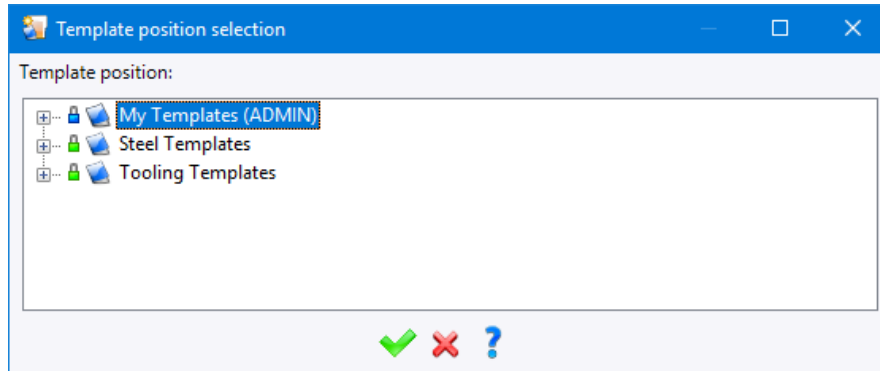 Template position selection
Template position:
My Templates (ADMIN)
Steel Templates
Tooling Templates